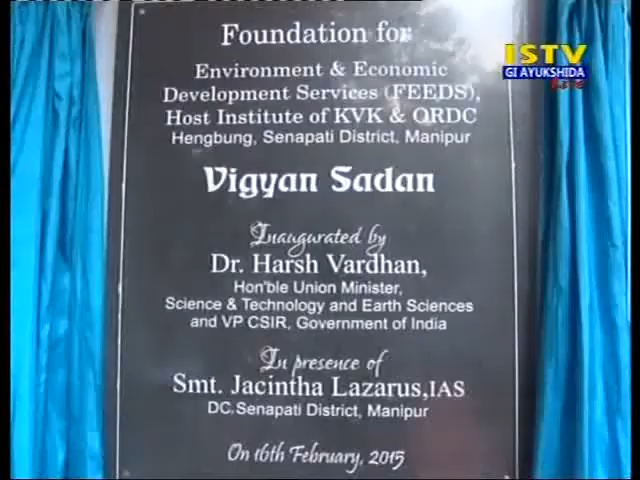 Foundation for
Environment & Economic
Development Services (FEEDS),
Host Institute of KVK & ORDC
Hengbung, Senapati District, Manipur
Vigyan Sadan
Inaugurated by
Dr. Harsh Vardhan,
Hon'ble Union Minister,
Science & Technology and Earth Sciences
and VP CSIR, Government of India
In presence of
Smt. Jacintha Lazarus,IAS
DC.Senapati District, Manipur
On 16th February, 2015
ISTV
GI AYUKSHIDA